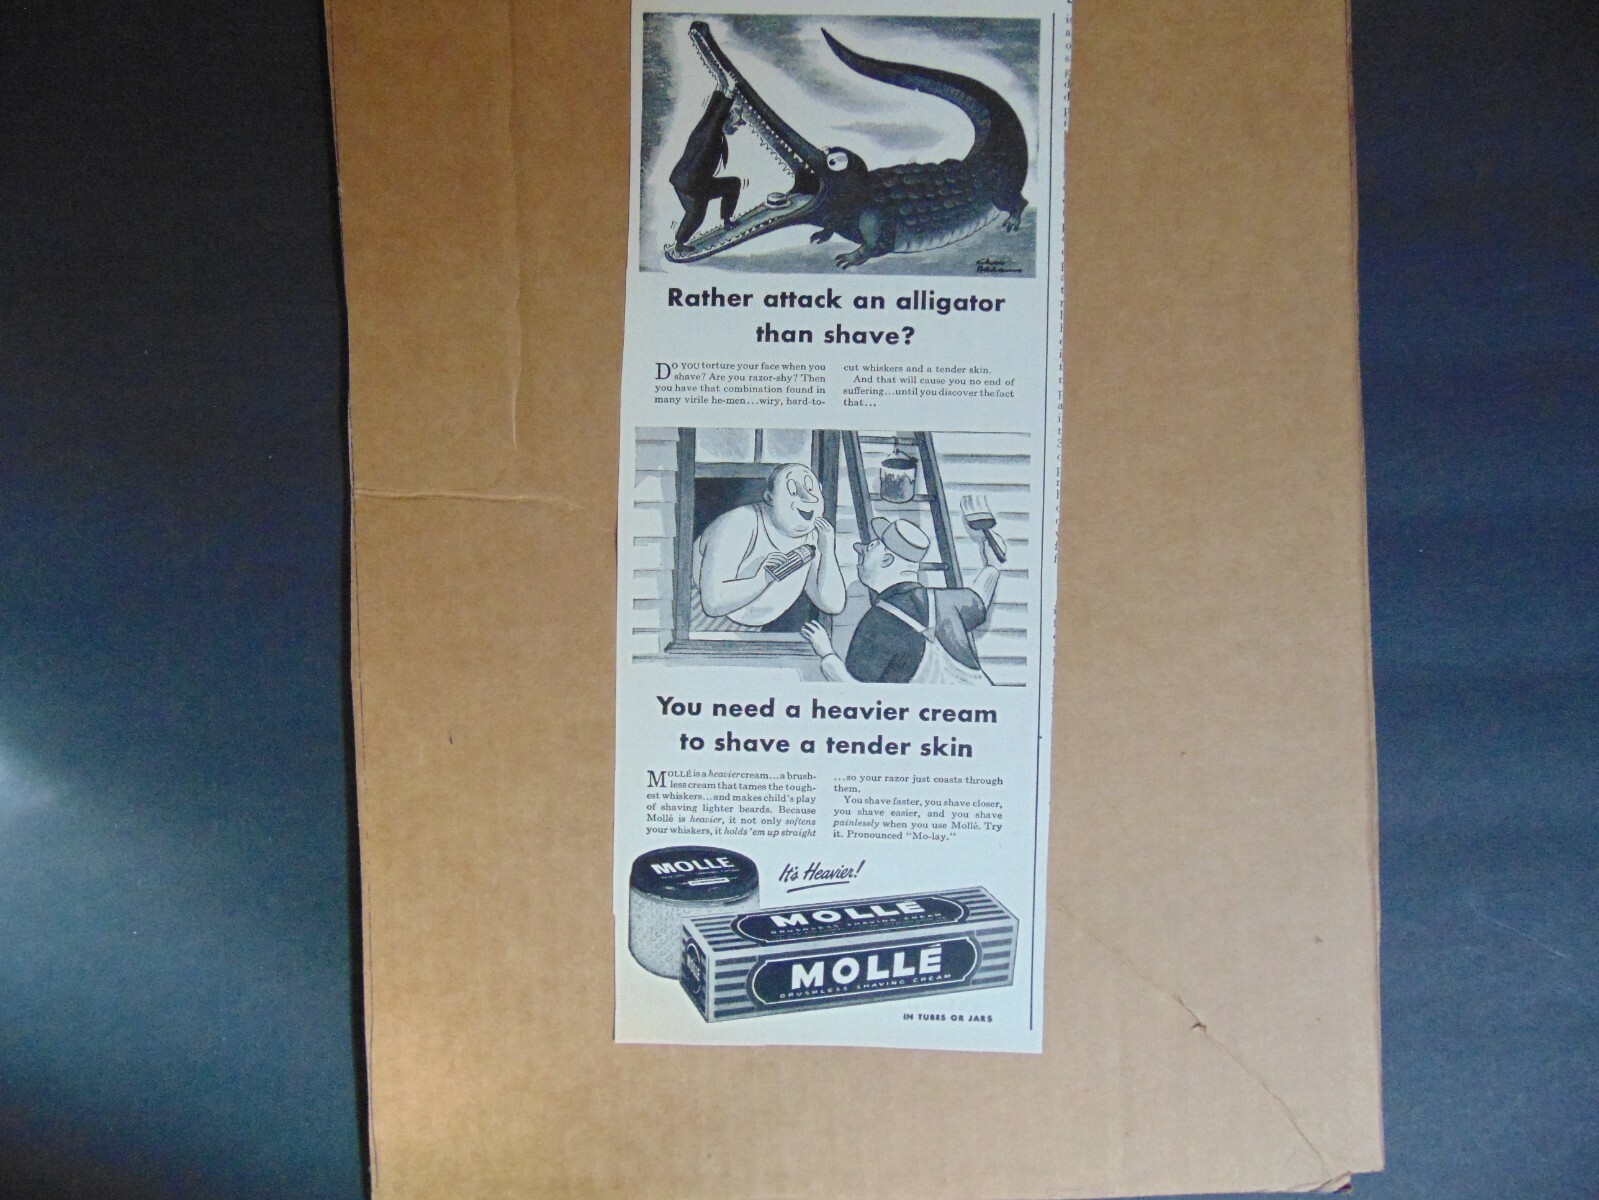 Rather attack an alligator
than shave?
DO YOU torture your face when you
shave? Are you razor-shy? Then
you have that combination found in
many virile he-men...wiry, hard-to-
cut whiskers and a tender skin.
And that will cause you no end of
suffering...until you discover the fact
that...
You need a heavier cream
to shave a tender skin
MOLLÉ is a heavier cream...a brush-
less cream that tames the tough-
est whiskers...and makes child's play
of shaving lighter beards. Because
Mollé is heavier, it not only softens
your whiskers, it holds 'em up straight
...so your razor just coasts through
them.
You shave faster, you shave closer,
you shave easier, and you shave
painlessly when you use Mollé. Try
it. Pronounced "Mo-lay."
MOLLE
It's Heavier!
MOLLÉ
BRUSHLESS SHAVING CREAM
MOLLÉ
BRUSHLESS SHAVING CREAM
IN TUBES OR JARS